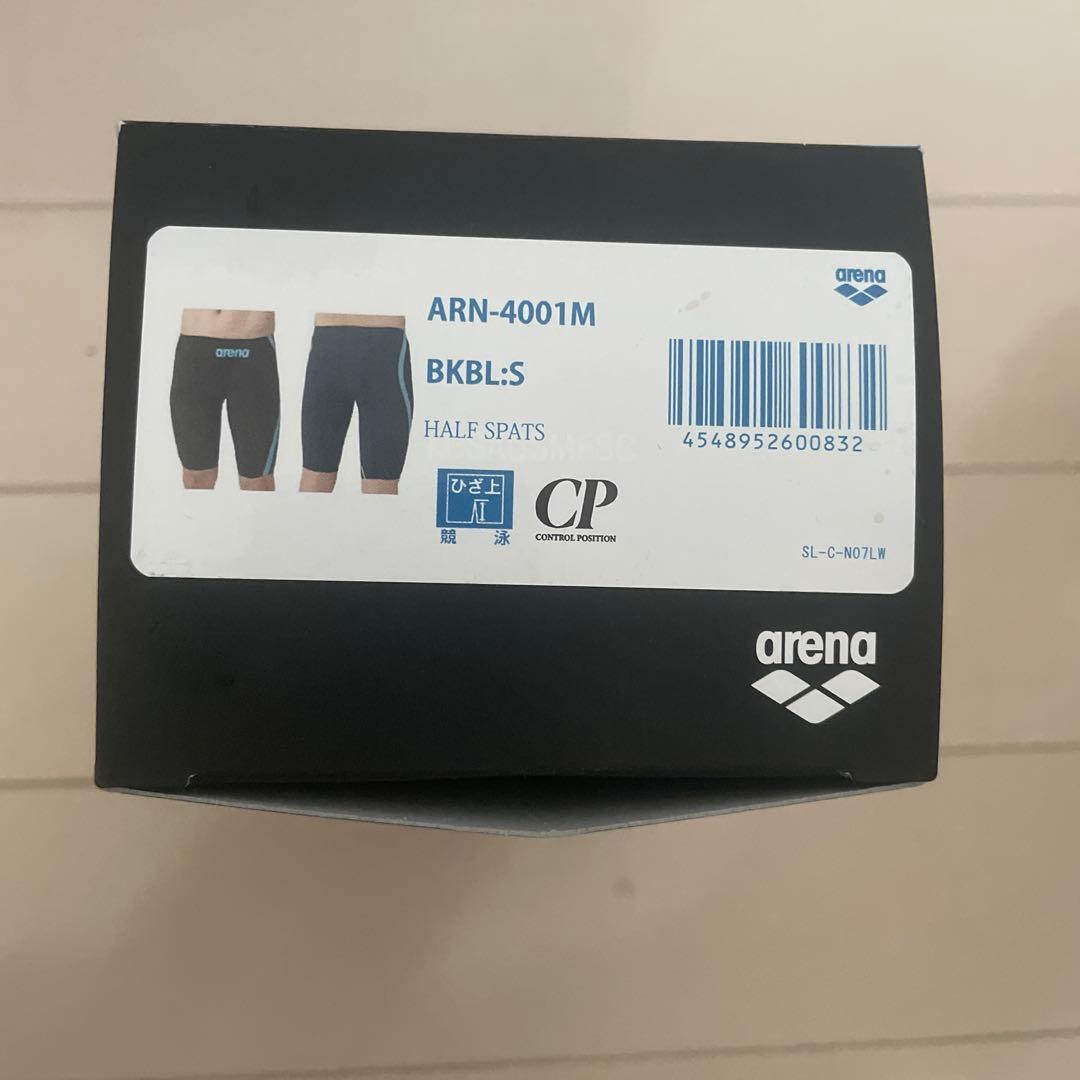 arena
ARN-4001M
BKBL:S
HALF SPATS
arena
4548952600832
ひざ上
競 泳
CP
CONTROL POSITION
SL-C-N07LW
arena